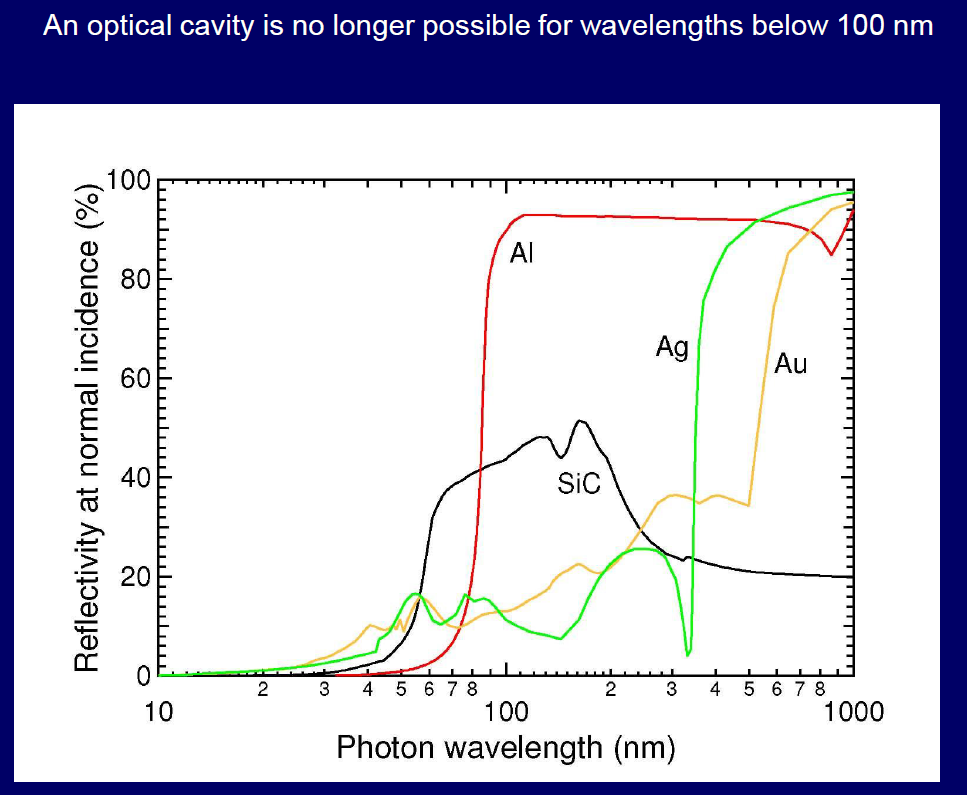 An optical cavity is no longer possible for wavelengths below 100 nm
Reflectivity at normal incidence (%)
100
80
60
40
20
0
Al
Ag
Au
SiC
2 3 4 5 6 7 8 2 3 4 5 6 7 8
10 100 1000
Photon wavelength (nm)